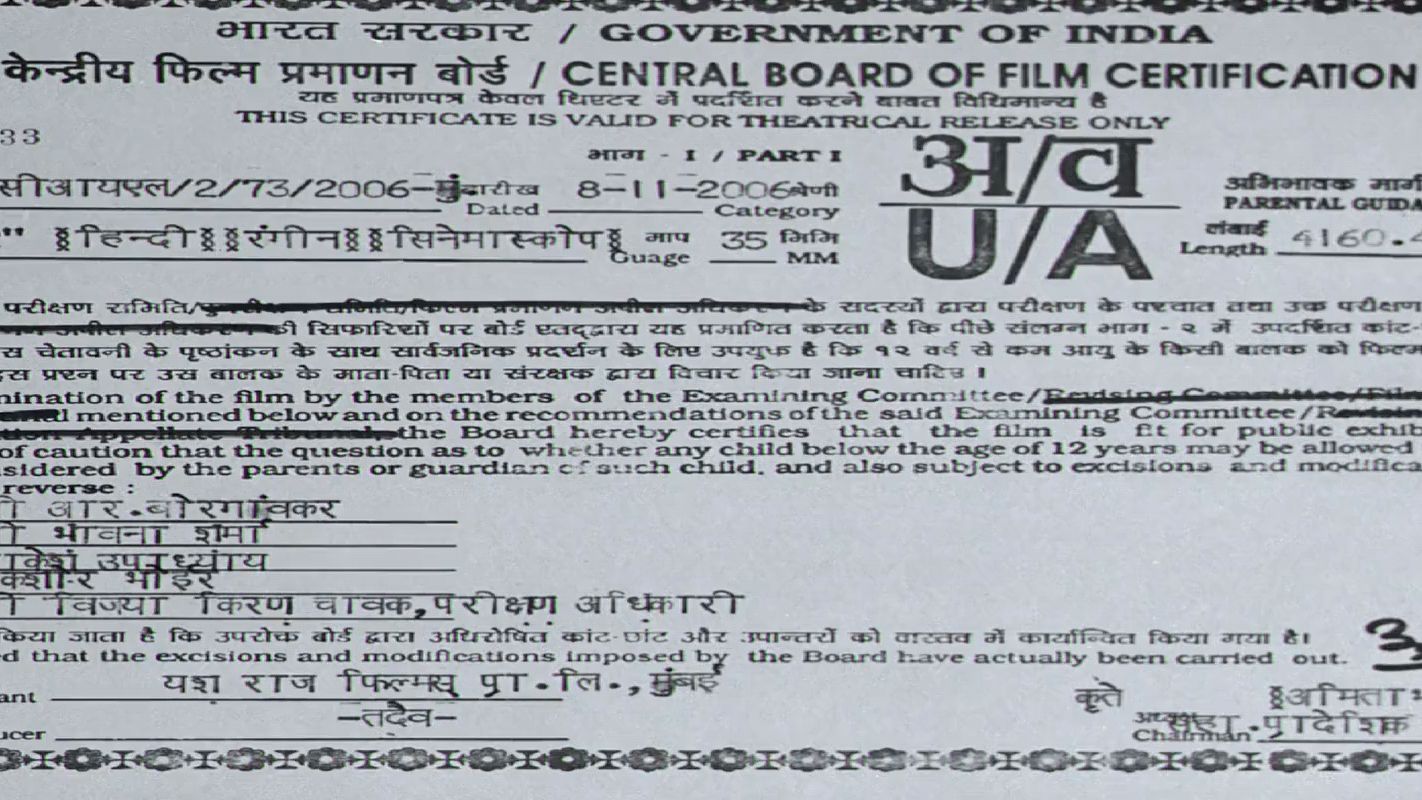 भारत सरकार / GOVERNMENT OF INDIA
केन्द्रीय फिल्म प्रमाणन बोर्ड / CENTRAL BOARD OF FILM CERTIFICATION
यह प्रमाणपत्र केवल थिएटर में प्रदर्शित करने बाबत विधिमान्य है
THIS CERTIFICATE IS VALID FOR THEATRICAL RELEASE ONLY
33
भाग - I / PART I
अ/व
सीआयएल/2/73/2006-मुं तारीख 8-11-2006 श्रेणी
Dated Category
U/A
अभिभावक मार्ग
PARENTAL GUIDA
" हिन्दी रंगीन सिनेमास्कोप माप 35 मिमि
Guage MM
लंबाई
Length 4160.4
परीक्षण समिति/ के सदस्यों द्वारा परीक्षण के पश्चात तथा उक्त परीक्षण
की सिफारिशों पर बोर्ड एतद्द्वारा यह प्रमाणित करता है कि पीछे संलग्न भाग - २ में उपदर्शित कांट-
स चेतावनी के पृष्ठांकन के साथ सार्वजनिक प्रदर्शन के लिए उपयुक्त है कि १२ वर्ष से कम आयु के किसी बालक को फिल्म
इस प्रश्न पर उस बालक के माता-पिता या संरक्षक द्वारा विचार किया जाना चाहिए ।
mination of the film by the members of the Examining Committee/Revising Committee/Film
al mentioned below and on the recommendations of the said Examining Committee/Revising
tion Appellate Tribunal, the Board hereby certifies that the film is fit for public exhib
of caution that the question as to whether any child below the age of 12 years may be allowed
sidered by the parents or guardian of such child, and also subject to excisions and modifica
reverse :
आर.बोरगांवकर
भावना शर्मा
उपाध्याय
भोईर
विजया किरण चावक,परीक्षण अधिकारी
किया जाता है कि उपरोक्त बोर्ड द्वारा अधिरोपित कांट-छांट और उपान्तरों को वास्तव में कार्यान्वित किया गया है।
d that the excisions and modifications imposed by the Board have actually been carried out.
ant यश राज फिल्मस् प्रा.लि.,मुंबई
कृते अमिताभ
ucer -तदैव-
अध्यक्ष
Chairman प्रादेशिक